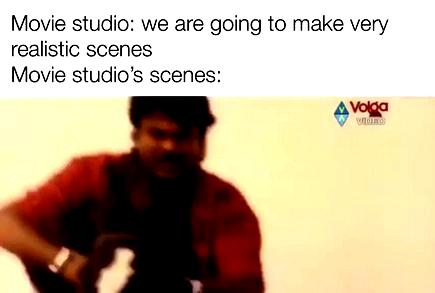 Movie studio: we are going to make very
realistic scenes
Movie studio's scenes:
Volga
VIDEO